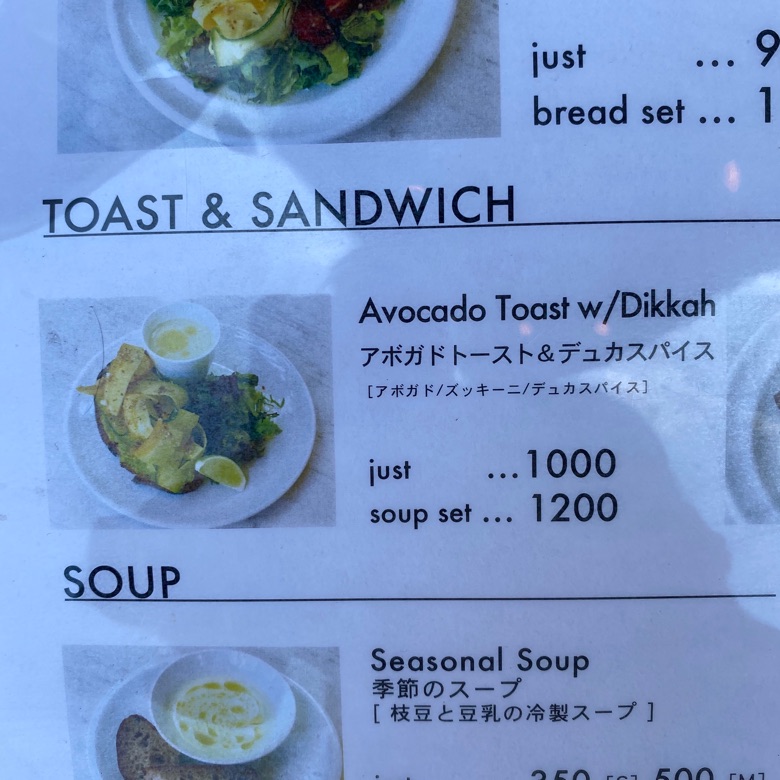 just ... 9
bread set ... 1
TOAST & SANDWICH
Avocado Toast w/Dikkah
アボガドトースト＆デュカスパイス
[アボガド/ズッキーニ/デュカスパイス]
just ...1000
soup set ... 1200
SOUP
Seasonal Soup
季節のスープ
[ 枝豆と豆乳の冷製スープ ]
just 350 [S] 500 [M]